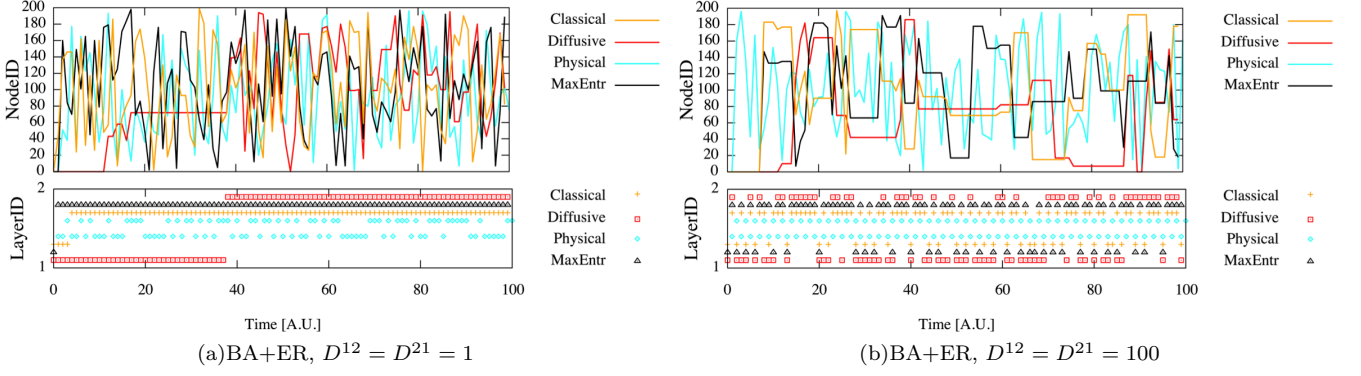 200
180
160
140
120
100
80
60
40
20
0
NodeID
Classical
Diffusive
Physical
MaxEntr
2
1
LayerID
Classical
Diffusive
Physical
MaxEntr
0 20 40 60 80 100
Time [A.U.]
(a)BA+ER, D¹² = D²¹ = 1
200
180
160
140
120
100
80
60
40
20
0
NodeID
Classical
Diffusive
Physical
MaxEntr
2
1
LayerID
Classical
Diffusive
Physical
MaxEntr
0 20 40 60 80 100
Time [A.U.]
(b)BA+ER, D¹² = D²¹ = 100